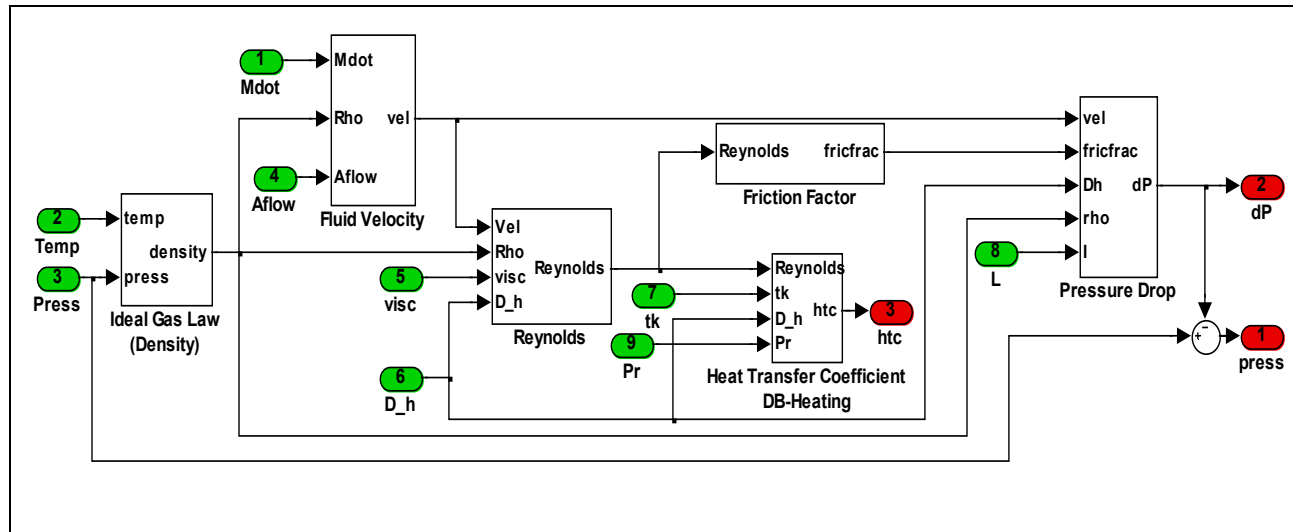 1
Mdot
Mdot
Rho
vel
Aflow
Fluid Velocity
4
Aflow
2
Temp
3
Press
temp
density
press
Ideal Gas Law
(Density)
5
visc
6
D_h
Vel
Rho
Reynolds
visc
D_h
Reynolds
7
tk
9
Pr
Reynolds
fricfrac
Friction Factor
Reynolds
tk
htc
D_h
Pr
Heat Transfer Coefficient
DB-Heating
3
htc
8
L
vel
fricfrac
Dh
dP
rho
l
Pressure Drop
2
dP
+
−
1
press